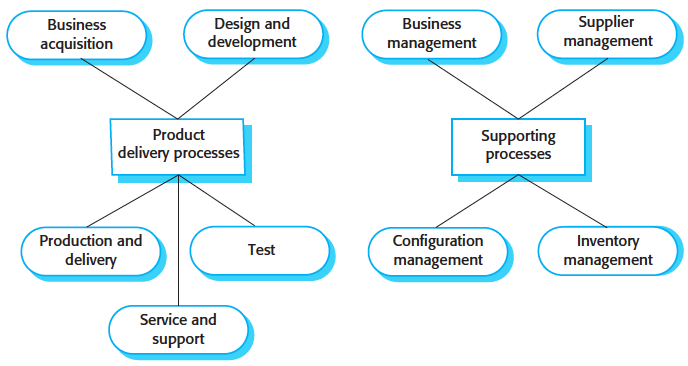 Business
acquisition
Design and
development
Business
management
Supplier
management
Product
delivery processes
Supporting
processes
Production and
delivery
Test
Configuration
management
Inventory
management
Service and
support